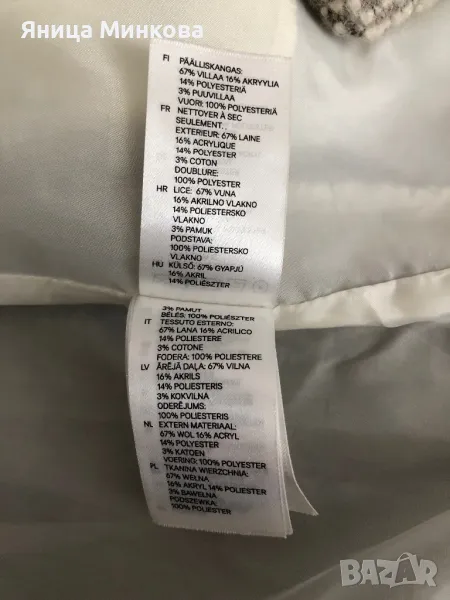 Яница Минкова
FI PÄÄLLISKANGAS:
67% VILLAA 16% AKRYYLIA
14% POLYESTERIÄ
3% PUUVILLAA
VUORI: 100% POLYESTERIÄ
FR NETTOYER À SEC
SEULEMENT.
EXTERIEUR: 67% LAINE
16% ACRYLIQUE
14% POLYESTER
3% COTON
DOUBLURE:
100% POLYESTER
HR LICE: 67% VUNA
16% AKRILNO VLAKNO
14% POLIESTERSKO
VLAKNO
3% PAMUK
PODSTAVA:
100% POLIESTERSKO
VLAKNO
HU KÜLSŐ: 67% GYAPJÚ
16% AKRIL
14% POLIÉSZTER
3% PAMUT
BÉLÉS: 100% POLIÉSZTER
IT TESSUTO ESTERNO:
67% LANA 16% ACRILICO
14% POLIESTERE
3% COTONE
FODERA: 100% POLIESTERE
LV ĀRĒJĀ DAĻA: 67% VILNA
16% AKRILS
14% POLIESTERIS
3% KOKVILNA
ODERĒJUMS:
100% POLIESTERIS
NL EXTERN MATERIAAL:
67% WOL 16% ACRYL
14% POLYESTER
3% KATOEN
VOERING: 100% POLYESTER
PL TKANINA WIERZCHNIA:
67% WEŁNA
16% AKRYL 14% POLIESTER
3% BAWEŁNA
PODSZEWKA:
100% POLIESTER
BAZAR